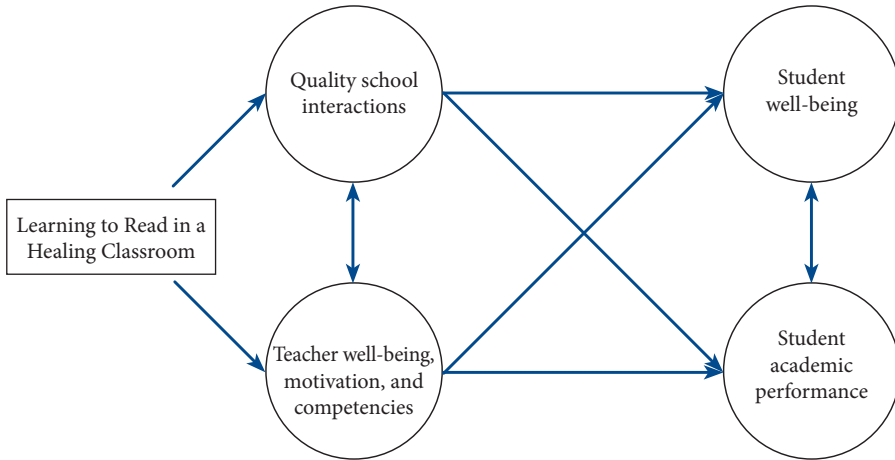 Quality school
interactions
Student
well-being
Learning to Read in a
Healing Classroom
Teacher well-being,
motivation, and
competencies
Student
academic
performance